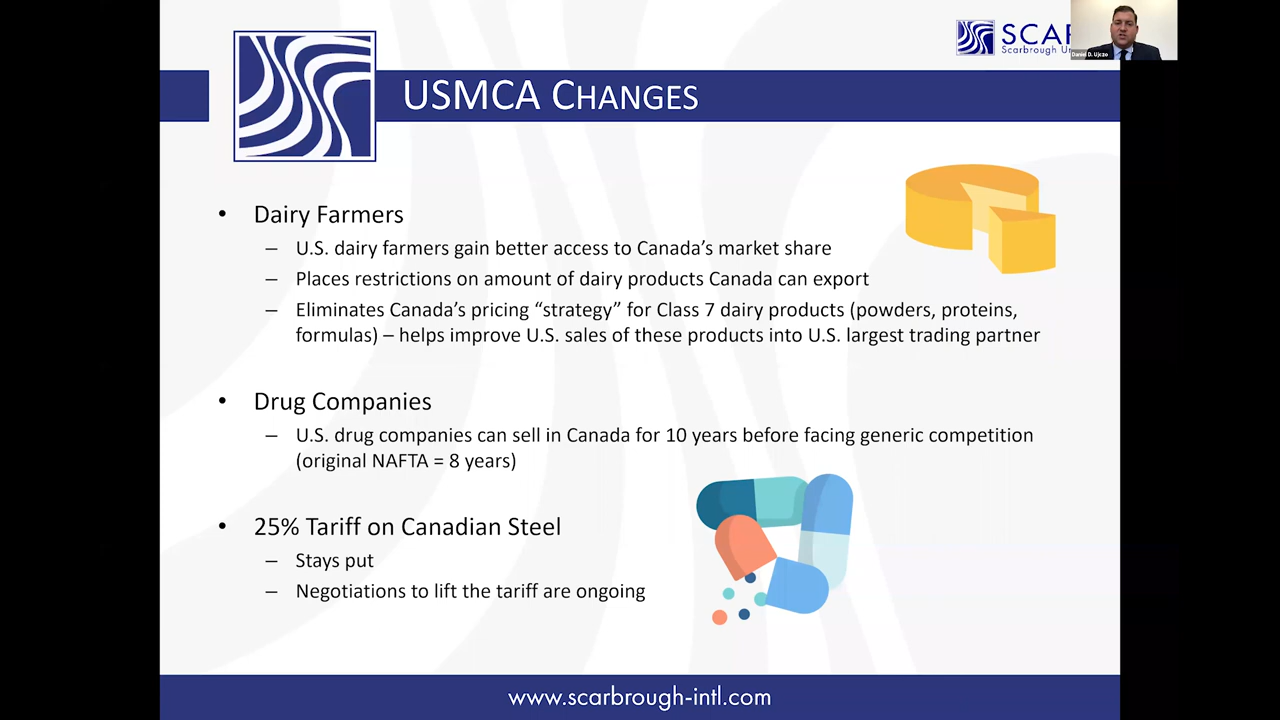 SCAR
Scarbrough Un
Daniel D. Ujczo
USMCA CHANGES
• Dairy Farmers
– U.S. dairy farmers gain better access to Canada’s market share
– Places restrictions on amount of dairy products Canada can export
– Eliminates Canada’s pricing “strategy” for Class 7 dairy products (powders, proteins,
formulas) – helps improve U.S. sales of these products into U.S. largest trading partner
• Drug Companies
– U.S. drug companies can sell in Canada for 10 years before facing generic competition
(original NAFTA = 8 years)
• 25% Tariff on Canadian Steel
– Stays put
– Negotiations to lift the tariff are ongoing
www.scarbrough-intl.com